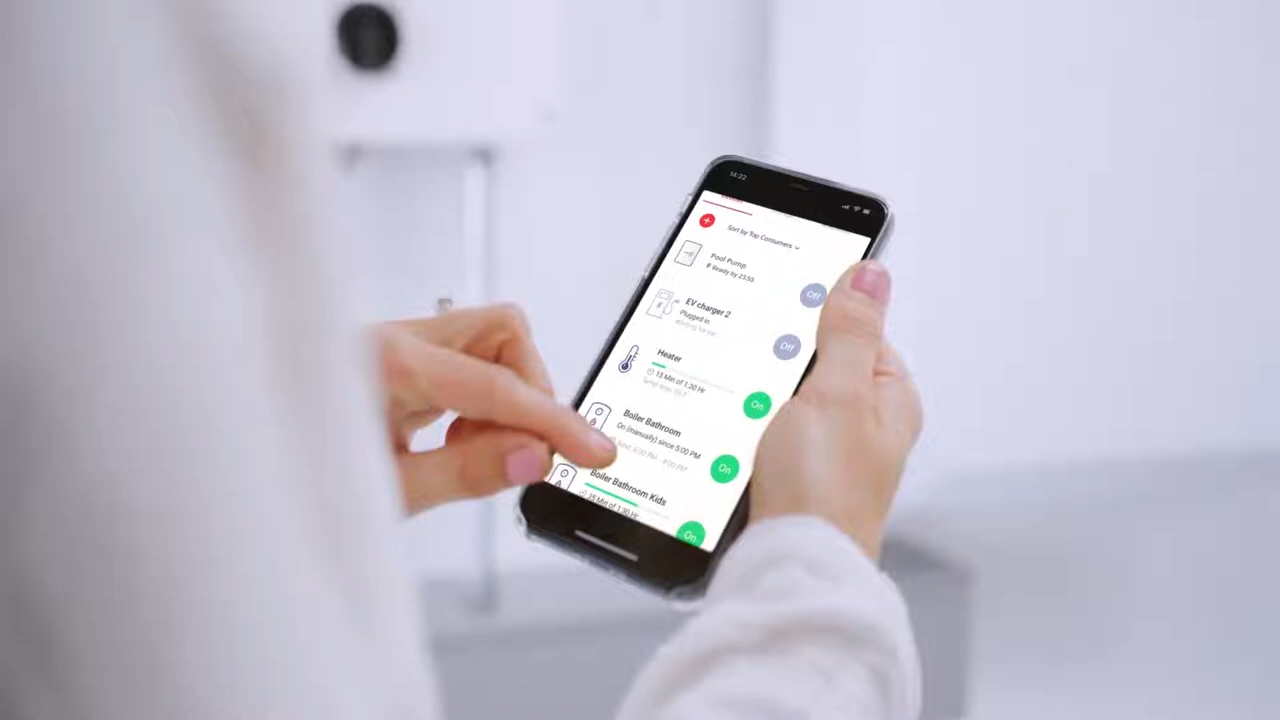 14:22
Sort by Top Consumers
Pool Pump
Ready by 23:55
Off
EV charger 2
Plugged in
Off
Heater
15 Min of 1:30 Hr
On
Boiler Bathroom
On (manually) since 5:00 PM
On
Boiler Bathroom Kids
15 Min of 1:30 Hr
On